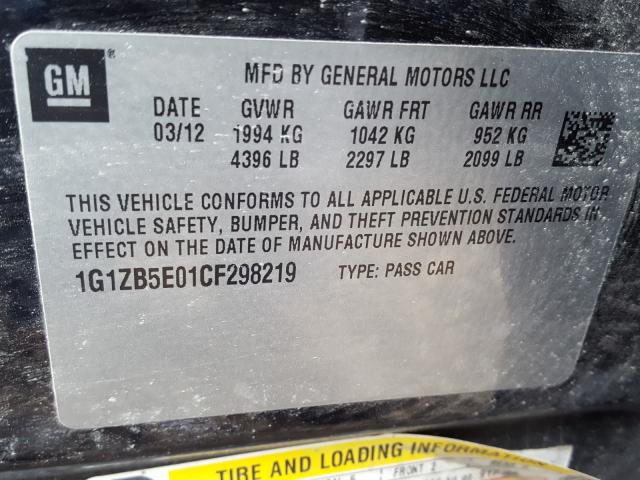 GM
MFD BY GENERAL MOTORS LLC
DATE GVWR GAWR FRT GAWR RR
03/12 1994 KG 1042 KG 952 KG
4396 LB 2297 LB 2099 LB
THIS VEHICLE CONFORMS TO ALL APPLICABLE U.S. FEDERAL MOTOR
VEHICLE SAFETY, BUMPER, AND THEFT PREVENTION STANDARDS IN
EFFECT ON THE DATE OF MANUFACTURE SHOWN ABOVE.
1G1ZB5E01CF298219 TYPE: PASS CAR
TIRE AND LOADING INFORMATION
FRONT 2